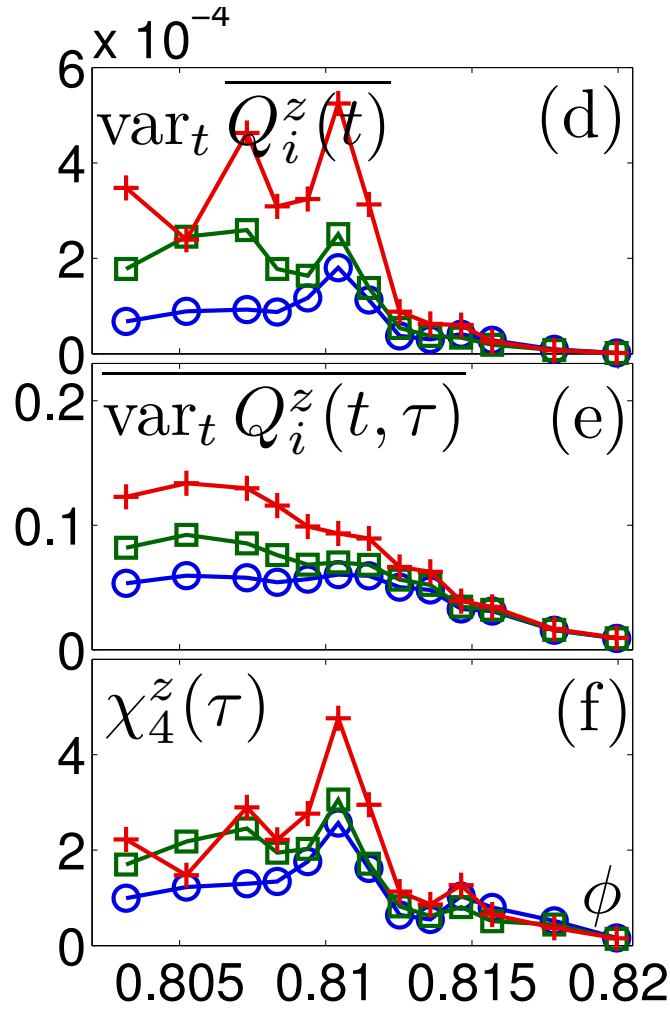 x 10⁻⁴
6
var_t \overline{Q_i^z(t)} (d)
4
2
0
0.2
\overline{var_t Q_i^z(t, τ)} (e)
0.1
0
χ_4^z(τ) (f)
4
2
φ
0
0.805 0.81 0.815 0.82